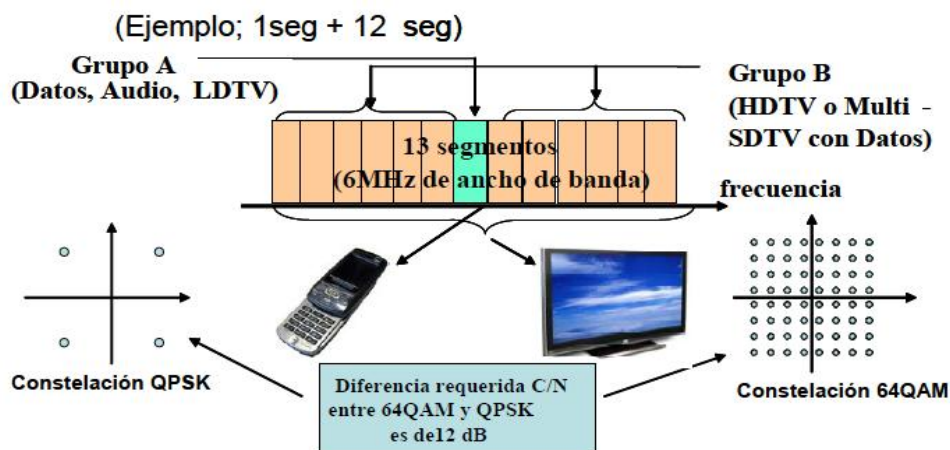 (Ejemplo; 1seg + 12 seg)
Grupo A
(Datos, Audio, LDTV)
Grupo B
(HDTV o Multi -
SDTV con Datos)
13 segmentos
(6MHz de ancho de banda)
frecuencia
Constelación QPSK
Diferencia requerida C/N
entre 64QAM y QPSK
es de12 dB
Constelación 64QAM